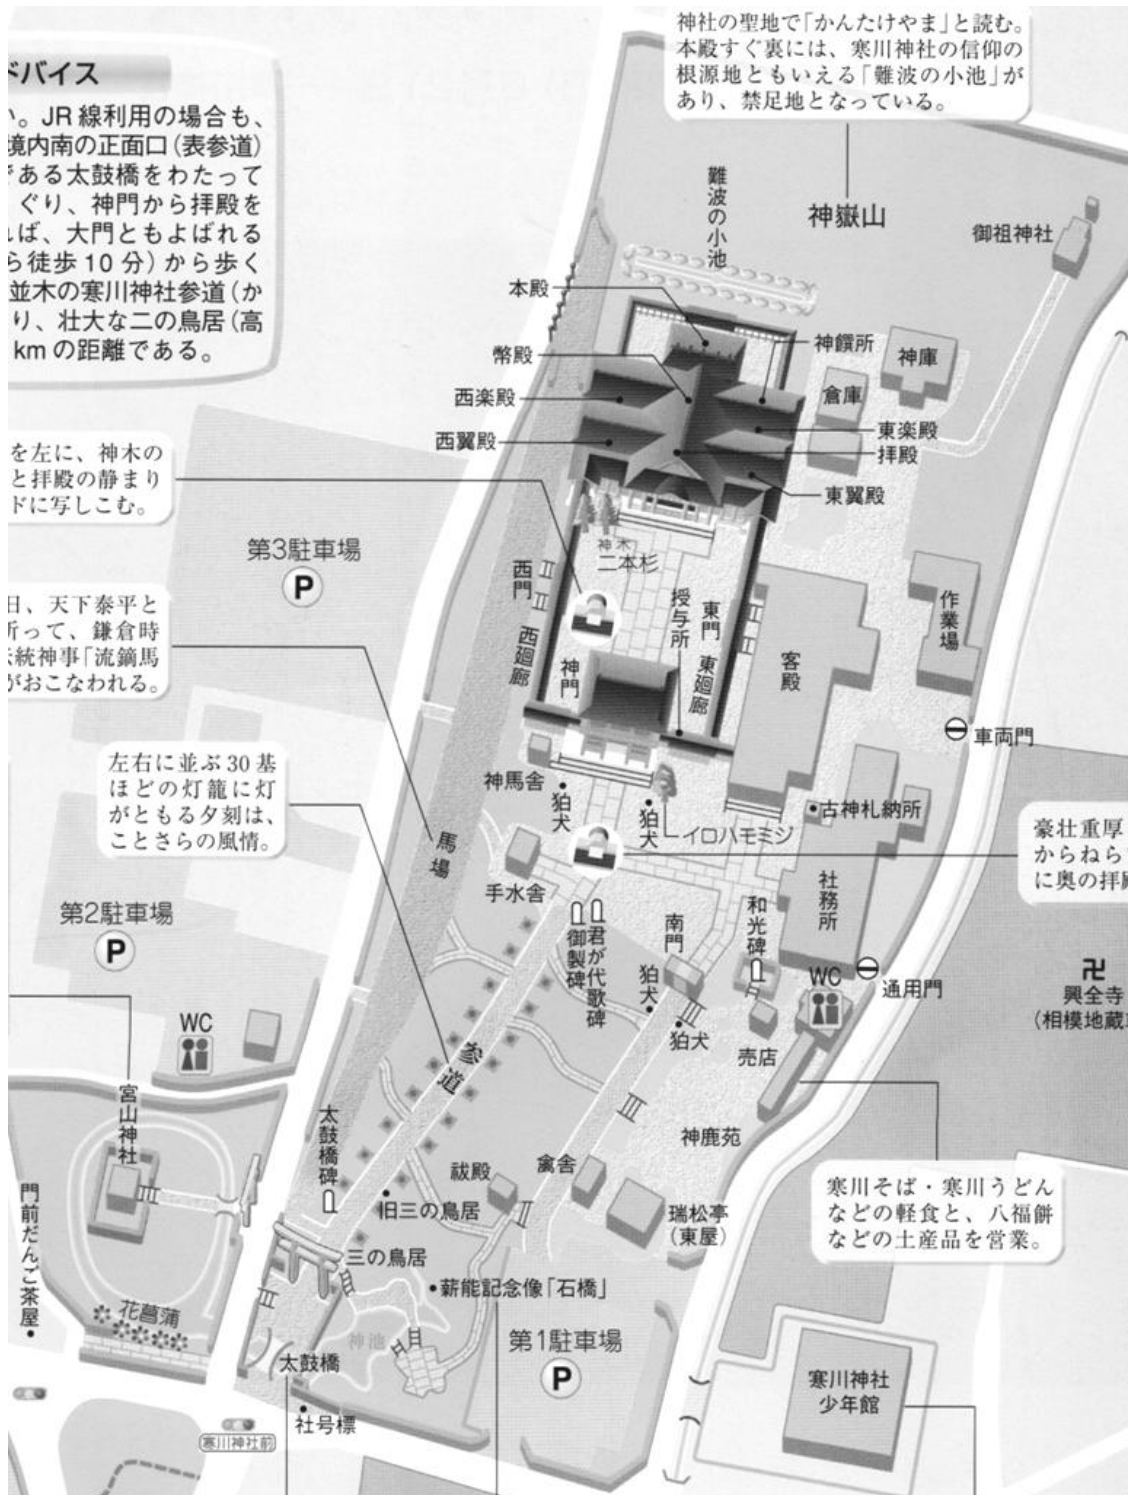 神社の聖地で「かんたけやま」と読む。
本殿すぐ裏には、寒川神社の信仰の
根源地ともいえる「難波の小池」が
あり、禁足地となっている。
ドバイス
い。JR線利用の場合も、
境内南の正面口(表参道)
である太鼓橋をわたって
ぐり、神門から拝殿を
れば、大門ともよばれる
ら徒歩10分)から歩く
並木の寒川神社参道(か
り、壮大な二の鳥居(高
kmの距離である。
難波の小池
神嶽山
御祖神社
本殿
幣殿
神饌所
神庫
倉庫
西楽殿
東楽殿
西翼殿
拝殿
東翼殿
を左に、神木の
と拝殿の静まり
ドに写しこむ。
第3駐車場
P
神木
二本杉
西門
西廻廊
授与所
東門
東廻廊
神門
客殿
作業場
日、天下泰平と
祈って、鎌倉時
伝統神事「流鏑馬
がおこなわれる。
車両門
左右に並ぶ30基
ほどの灯籠に灯
がともる夕刻は、
ことさらの風情。
神馬舎
狛犬
狛犬
イロハモミジ
古神札納所
豪壮重厚
からねら
に奥の拝殿
馬場
手水舎
社務所
第2駐車場
P
御製碑
君が代歌碑
南門
和光碑
狛犬
狛犬
WC
通用門
卍
興全寺
(相模地蔵
売店
WC
参道
宮山神社
太鼓橋碑
神鹿苑
祓殿
禽舎
瑞松亭
(東屋)
旧三の鳥居
三の鳥居
寒川そば・寒川うどん
などの軽食と、八福餅
などの土産品を営業。
門前だんご茶屋
薪能記念像「石橋」
花菖蒲
神池
太鼓橋
第1駐車場
P
寒川神社
少年館
社号標
寒川神社前